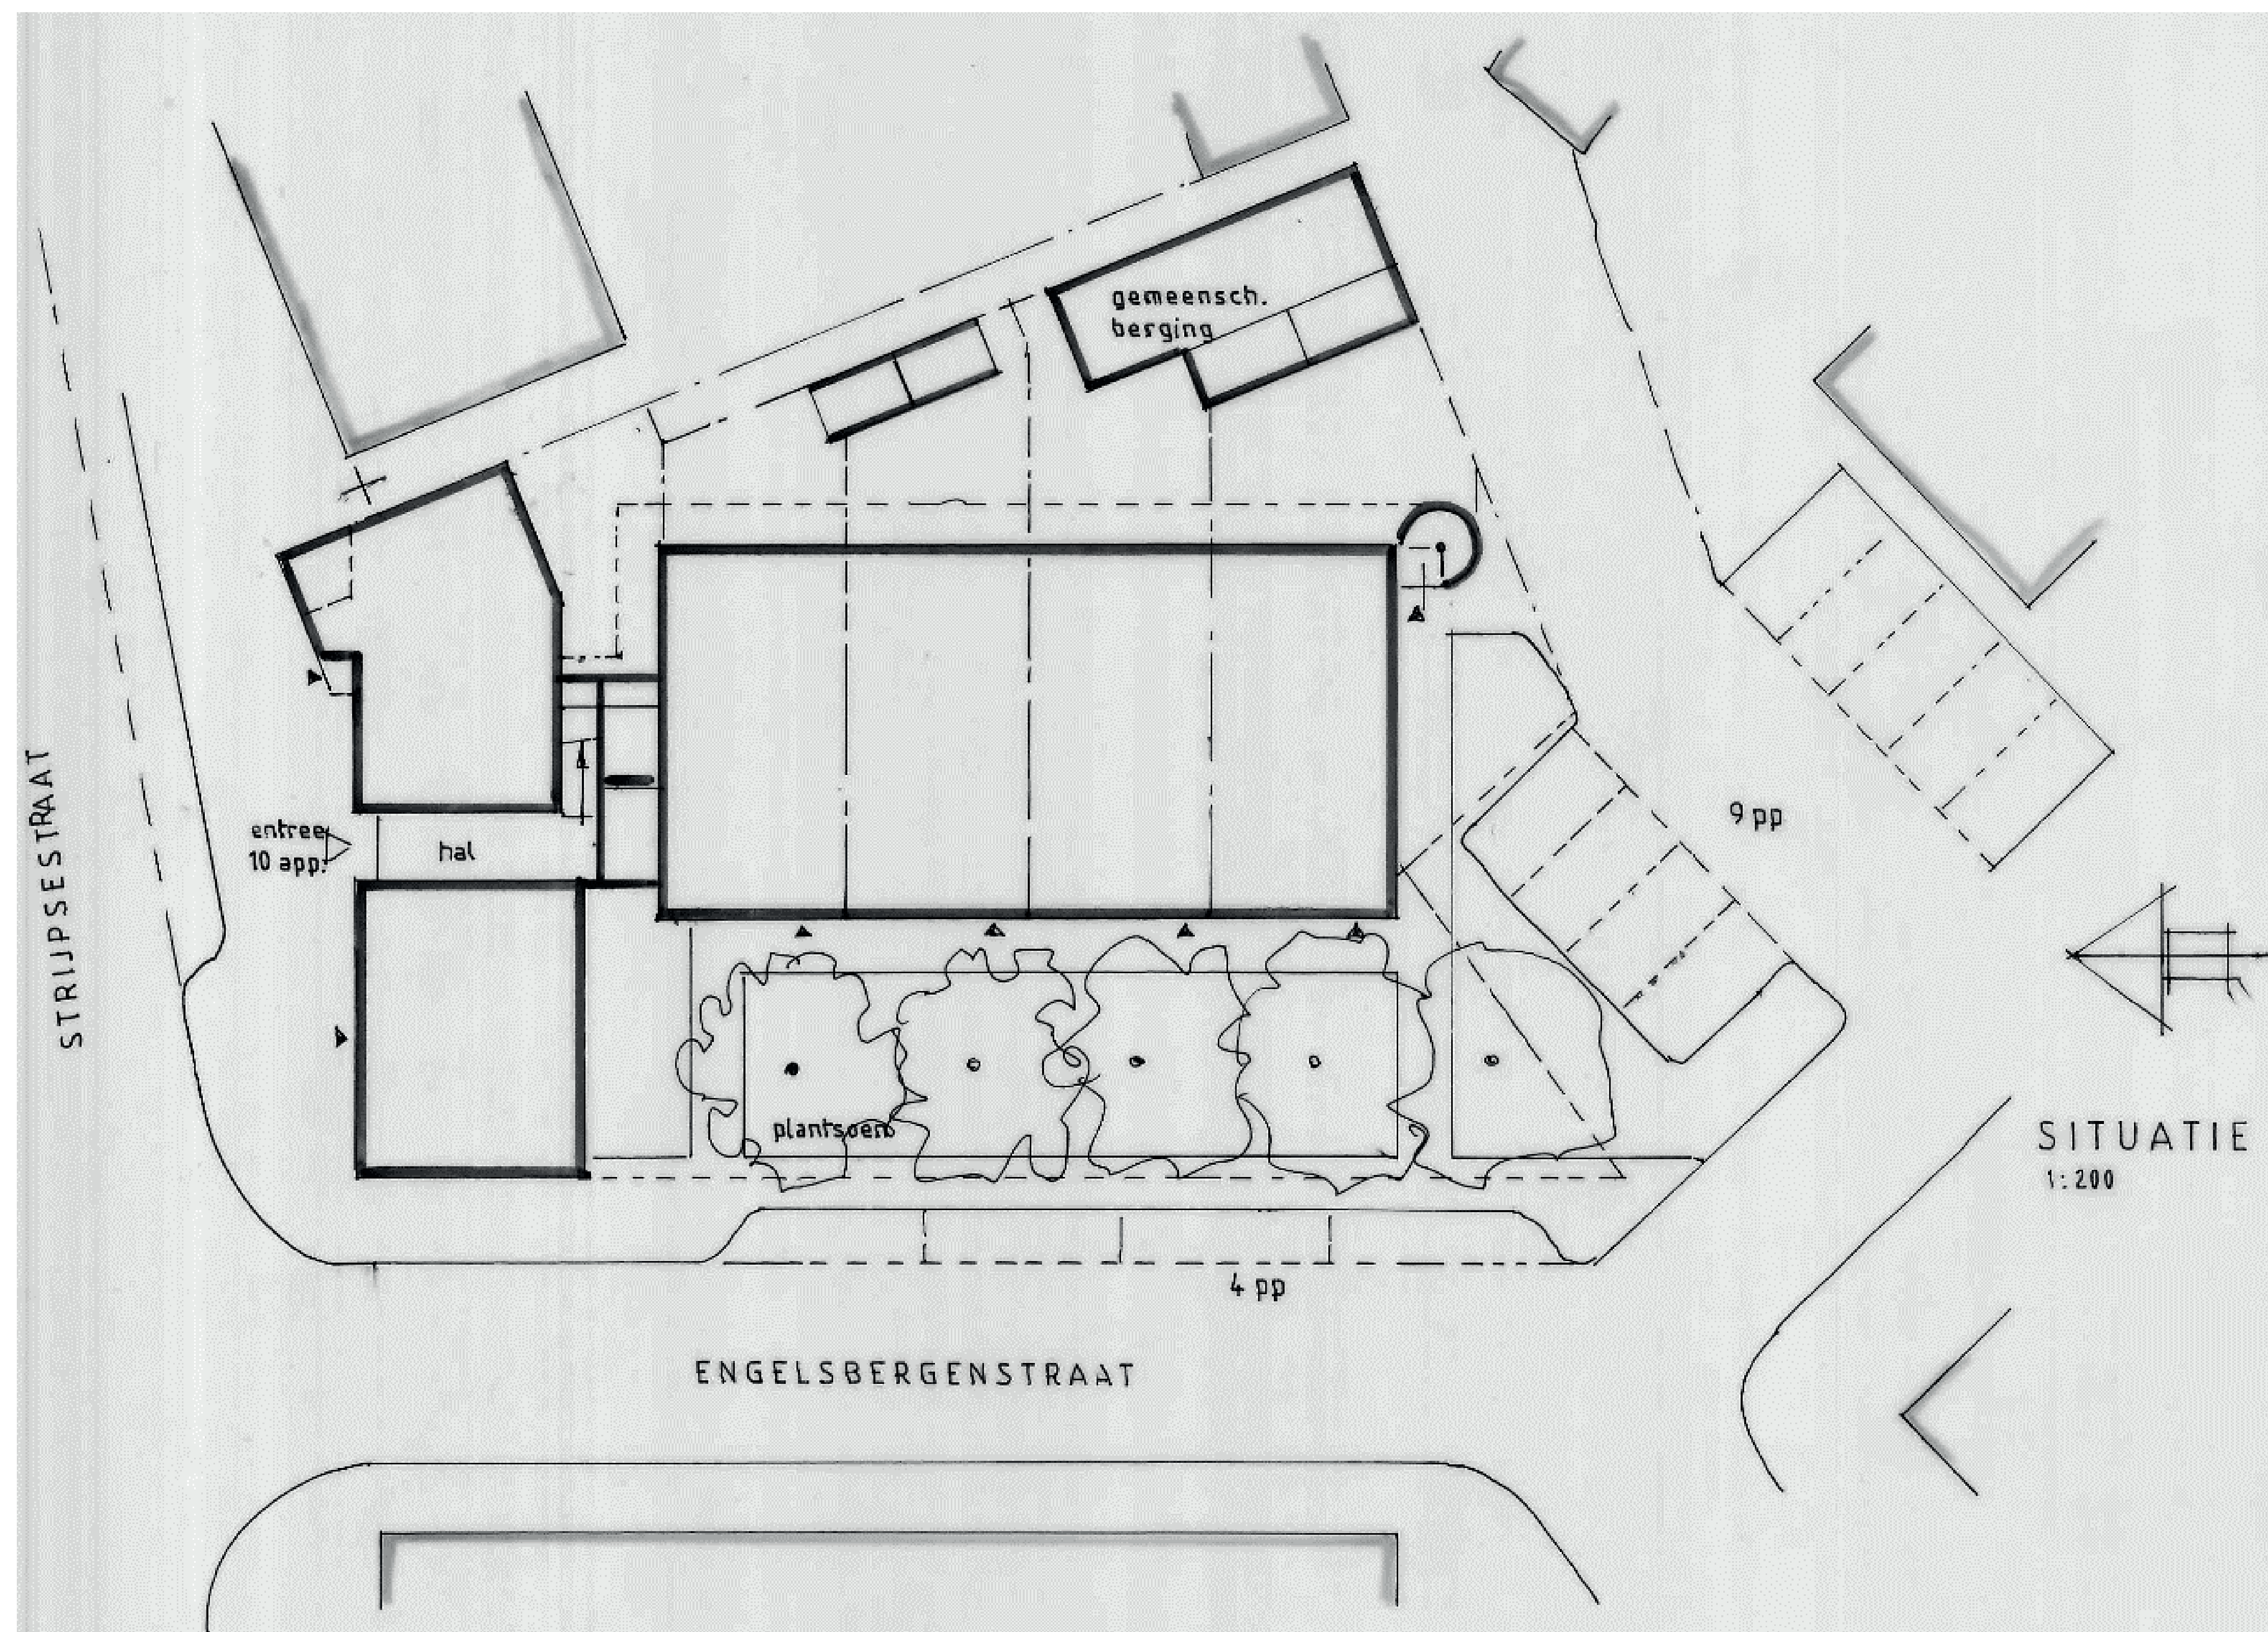 gemeensch.
berging
STRIJPSESTRAAT
entree
10 app.
hal
9 pp
plantsoen
SITUATIE
1:200
4 pp
ENGELSBERGENSTRAAT